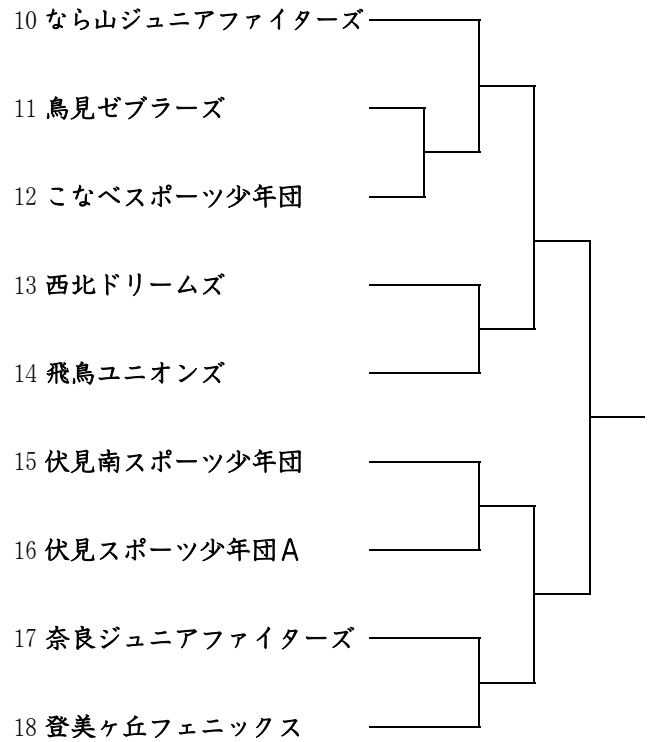 10 なら山ジュニアファイターズ
11 鳥見ゼブラーズ
12 こなべスポーツ少年団
13 西北ドリームズ
14 飛鳥ユニオンズ
15 伏見南スポーツ少年団
16 伏見スポーツ少年団A
17 奈良ジュニアファイターズ
18 登美ヶ丘フェニックス